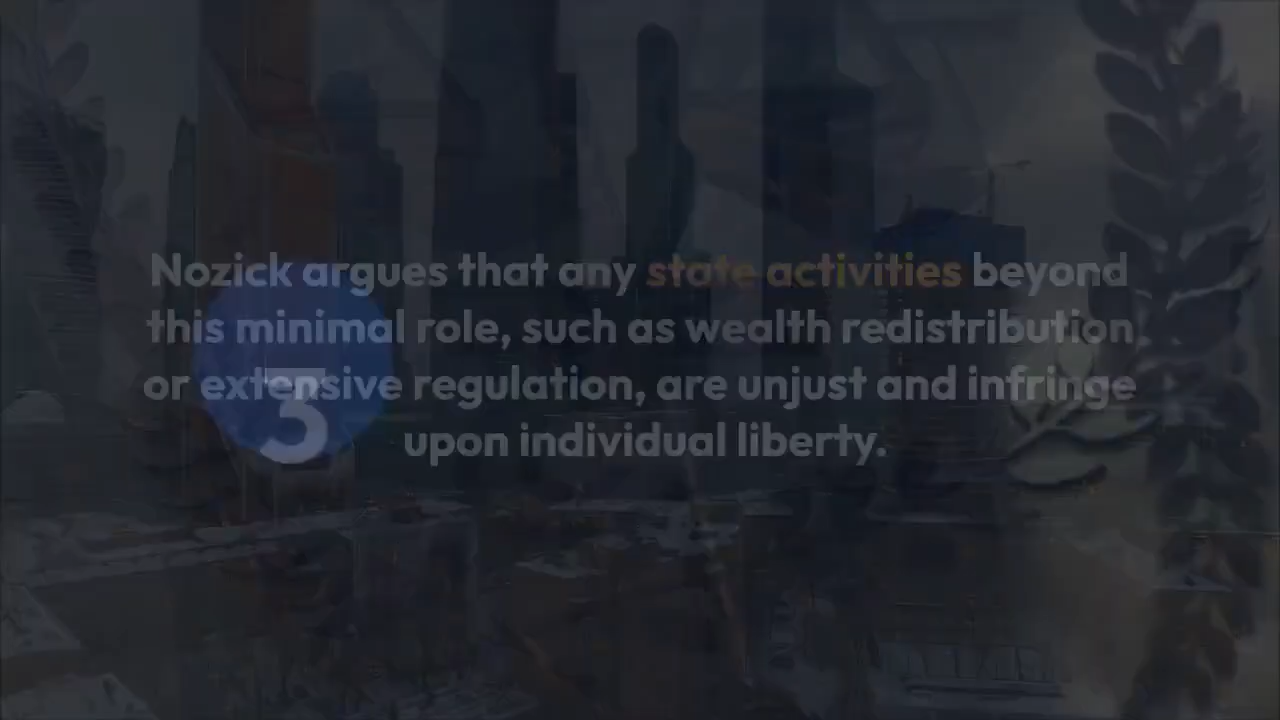 Nozick argues that any state activities beyond
this minimal role, such as wealth redistribution
or extensive regulation, are unjust and infringe
upon individual liberty.
3